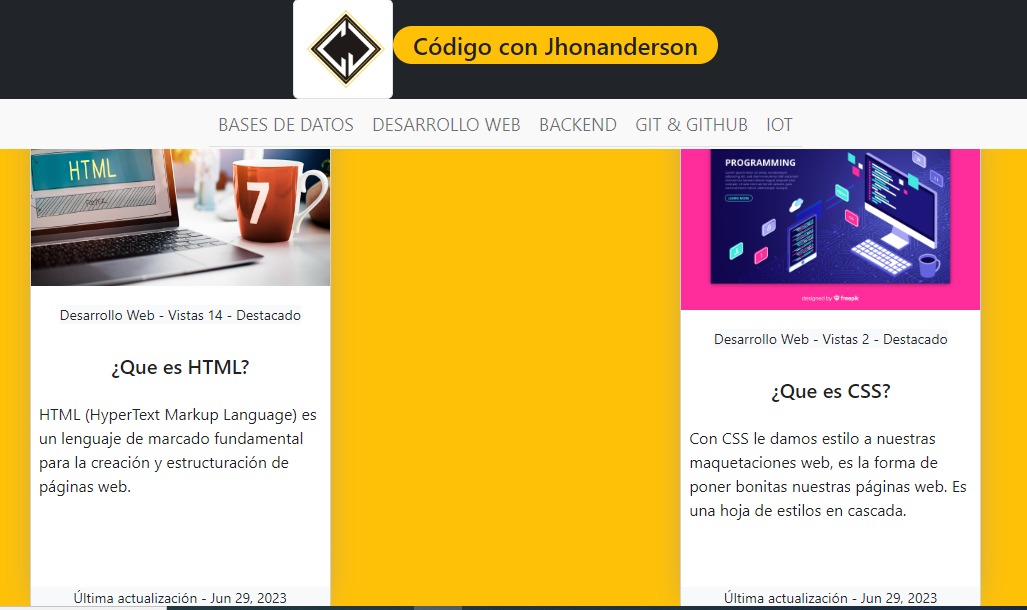 Código con Jhonanderson
BASES DE DATOS DESARROLLO WEB BACKEND GIT & GITHUB IOT
HTML
7
Desarrollo Web - Vistas 14 - Destacado
¿Que es HTML?
HTML (HyperText Markup Language) es
un lenguaje de marcado fundamental
para la creación y estructuración de
páginas web.
Última actualización - Jun 29, 2023
PROGRAMMING
LEARN MORE
designed by freepik
Desarrollo Web - Vistas 2 - Destacado
¿Que es CSS?
Con CSS le damos estilo a nuestras
maquetaciones web, es la forma de
poner bonitas nuestras páginas web. Es
una hoja de estilos en cascada.
Última actualización - Jun 29, 2023